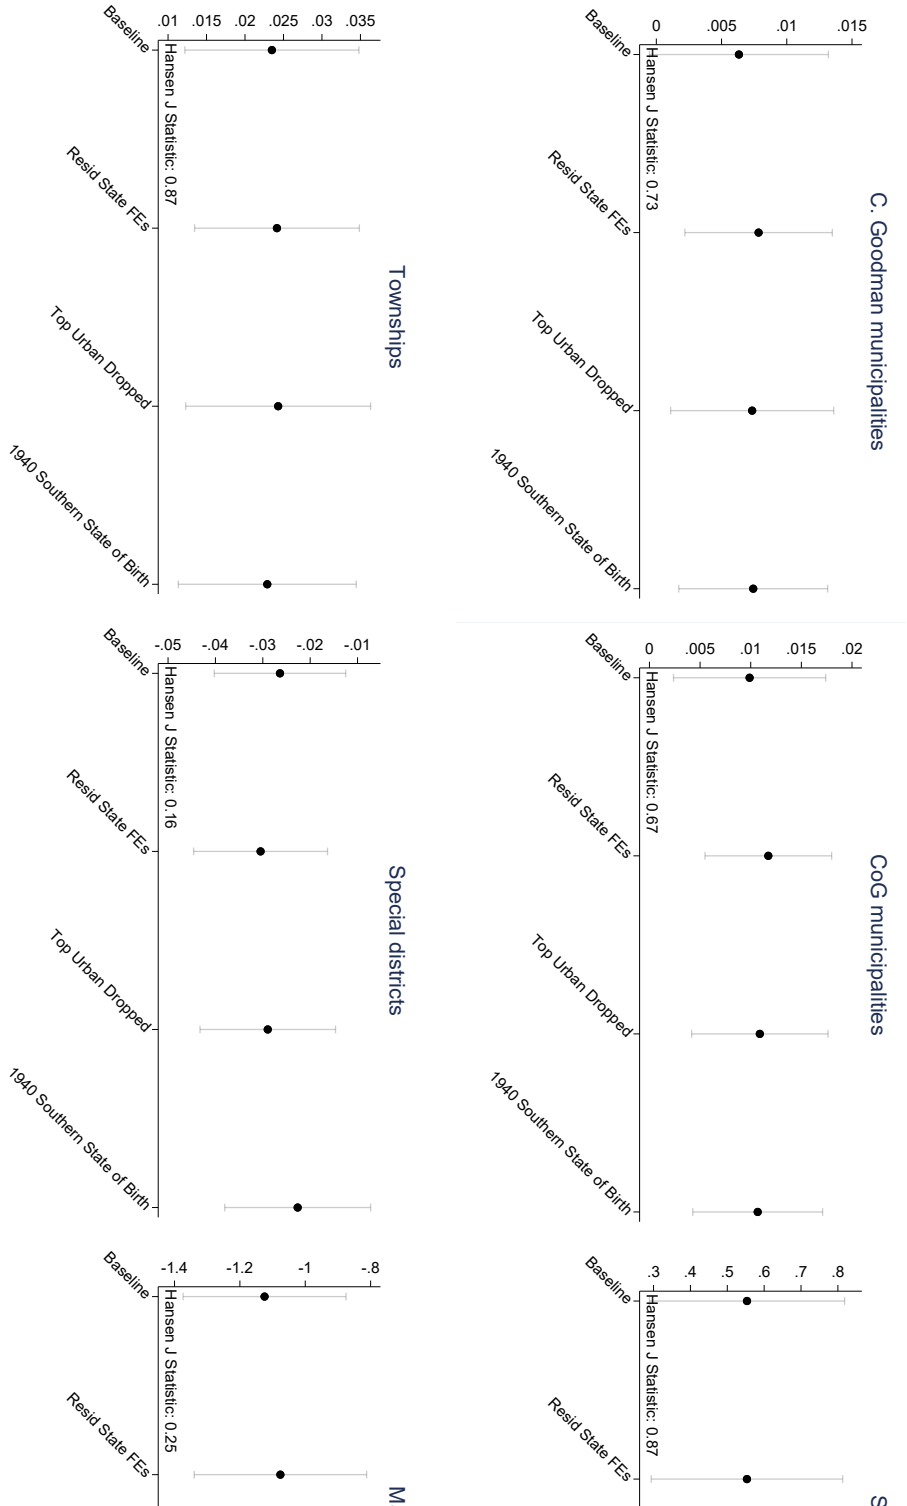 C. Goodman municipalities
.015
.01
.005
0
Hansen J Statistic: 0.73
Baseline
Resid State FEs
Top Urban Dropped
1940 Southern State of Birth
CoG municipalities
.02
.015
.01
.005
0
Hansen J Statistic: 0.67
Baseline
Resid State FEs
Top Urban Dropped
1940 Southern State of Birth
.8
.7
.6
.5
.4
.3
Hansen J Statistic: 0.87
Baseline
Resid State FEs
Townships
.035
.03
.025
.02
.015
.01
Hansen J Statistic: 0.87
Baseline
Resid State FEs
Top Urban Dropped
1940 Southern State of Birth
Special districts
-.01
-.02
-.03
-.04
-.05
Hansen J Statistic: 0.16
Baseline
Resid State FEs
Top Urban Dropped
1940 Southern State of Birth
M
-.8
-1
-1.2
-1.4
Hansen J Statistic: 0.25
Baseline
Resid State FEs